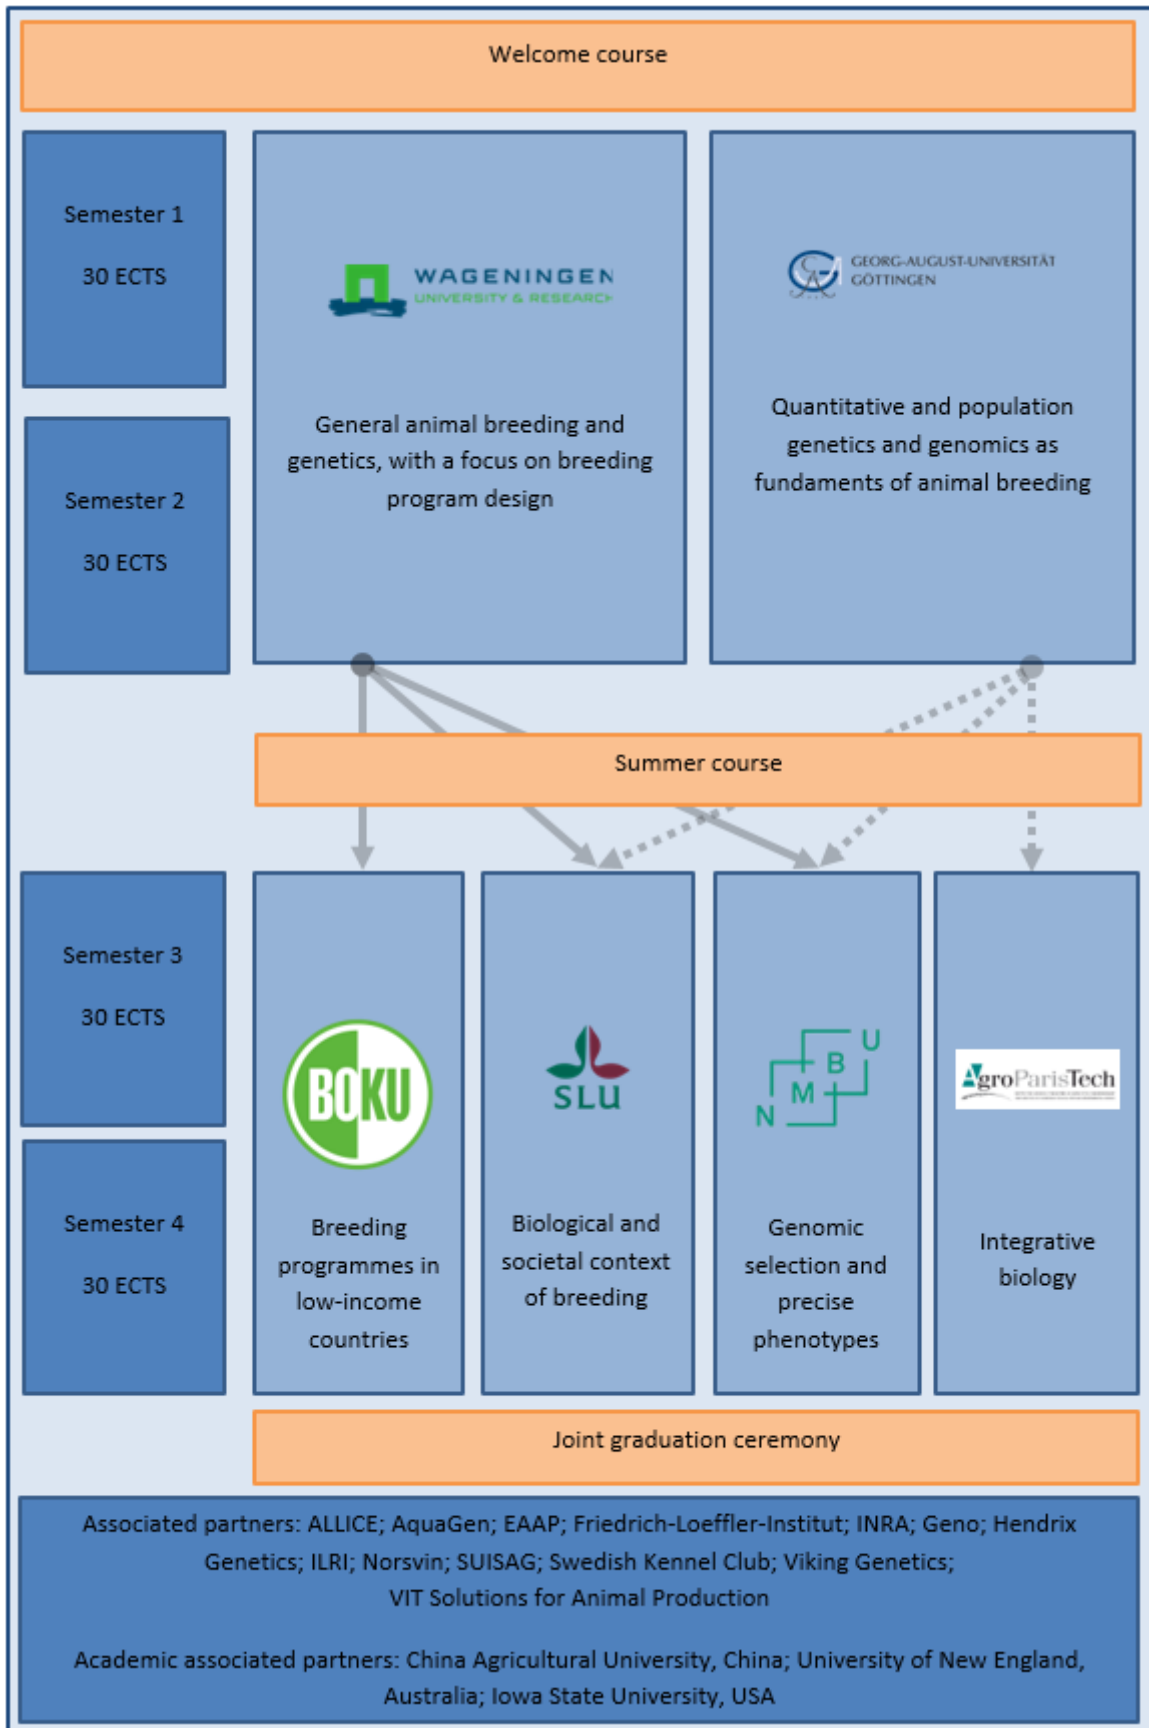 Welcome course
Semester 1
30 ECTS
WAGENINGEN
UNIVERSITY & RESEARCH
GEORG-AUGUST-UNIVERSITÄT
GÖTTINGEN
General animal breeding and
genetics, with a focus on breeding
program design
Quantitative and population
genetics and genomics as
fundaments of animal breeding
Semester 2
30 ECTS
Summer course
Semester 3
30 ECTS
BOKU
SLU
N M B U
AgroParisTech
Semester 4
30 ECTS
Breeding
programmes in
low-income
countries
Biological and
societal context
of breeding
Genomic
selection and
precise
phenotypes
Integrative
biology
Joint graduation ceremony
Associated partners: ALLICE; AquaGen; EAAP; Friedrich-Loeffler-Institut; INRA; Geno; Hendrix
Genetics; ILRI; Norsvin; SUISAG; Swedish Kennel Club; Viking Genetics;
VIT Solutions for Animal Production
Academic associated partners: China Agricultural University, China; University of New England,
Australia; Iowa State University, USA